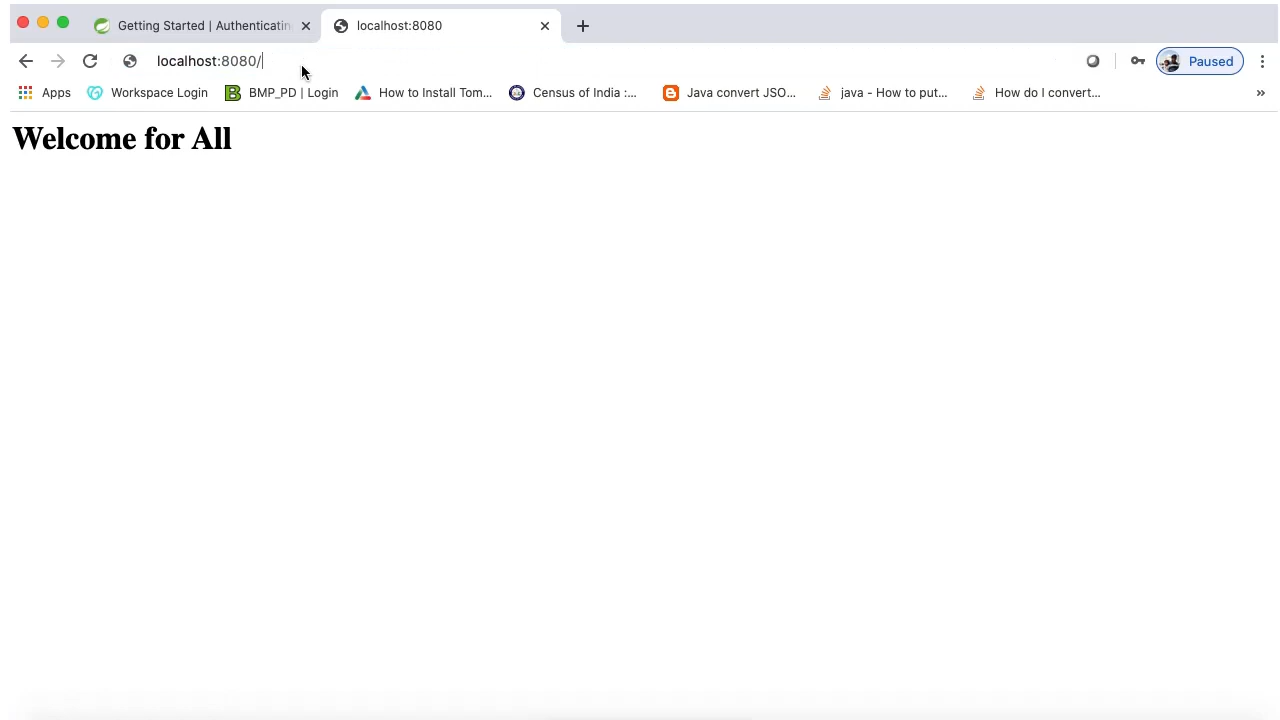 Getting Started | Authenticatin
localhost:8080
localhost:8080/
Paused
Apps
Workspace Login
BMP_PD | Login
How to Install Tom...
Census of India :...
Java convert JSO...
java - How to put...
How do I convert...
»
Welcome for All